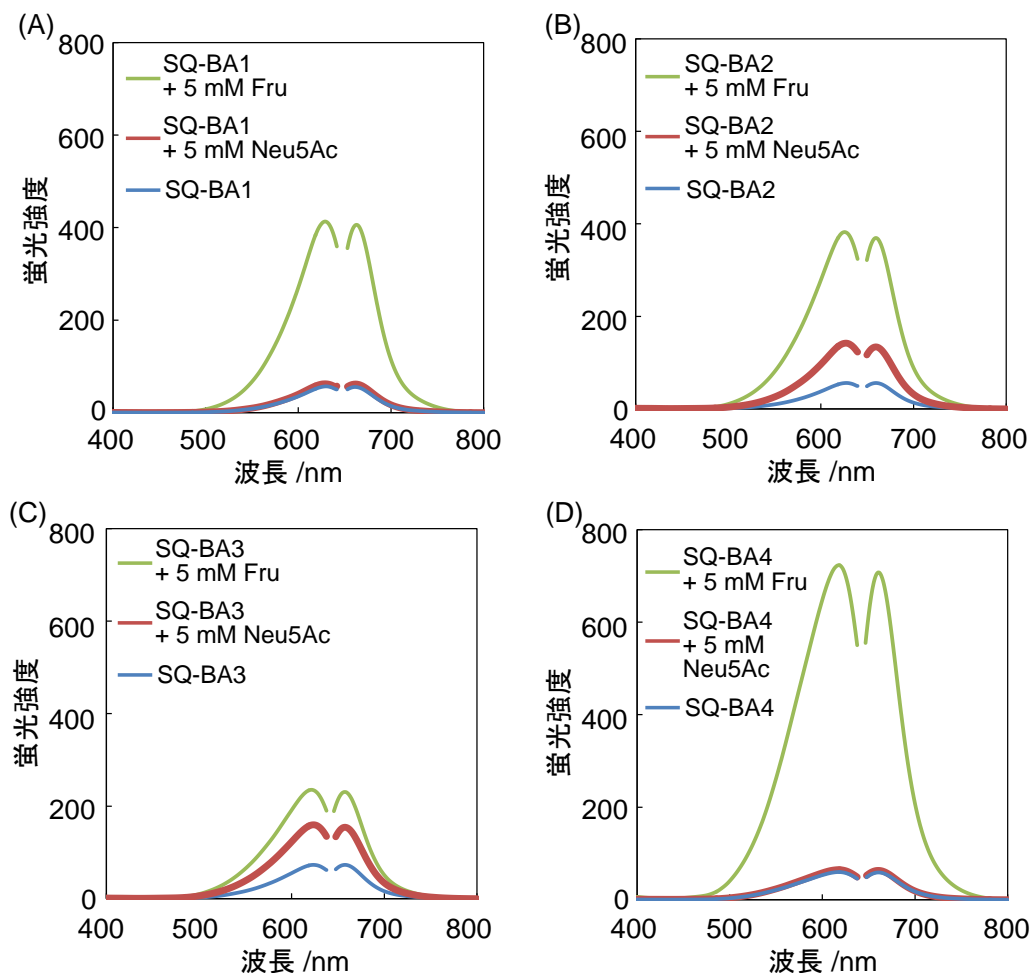 (A)
800
600
400
200
0
SQ-BA1
+ 5 mM Fru
SQ-BA1
+ 5 mM Neu5Ac
SQ-BA1
蛍光強度
400 500 600 700 800
波長 /nm
(B)
800
600
400
200
0
SQ-BA2
+ 5 mM Fru
SQ-BA2
+ 5 mM Neu5Ac
SQ-BA2
蛍光強度
400 500 600 700 800
波長 /nm
(C)
800
600
400
200
0
SQ-BA3
+ 5 mM Fru
SQ-BA3
+ 5 mM Neu5Ac
SQ-BA3
蛍光強度
400 500 600 700 800
波長 /nm
(D)
800
600
400
200
0
SQ-BA4
+ 5 mM Fru
SQ-BA4
+ 5 mM
Neu5Ac
SQ-BA4
蛍光強度
400 500 600 700 800
波長 /nm